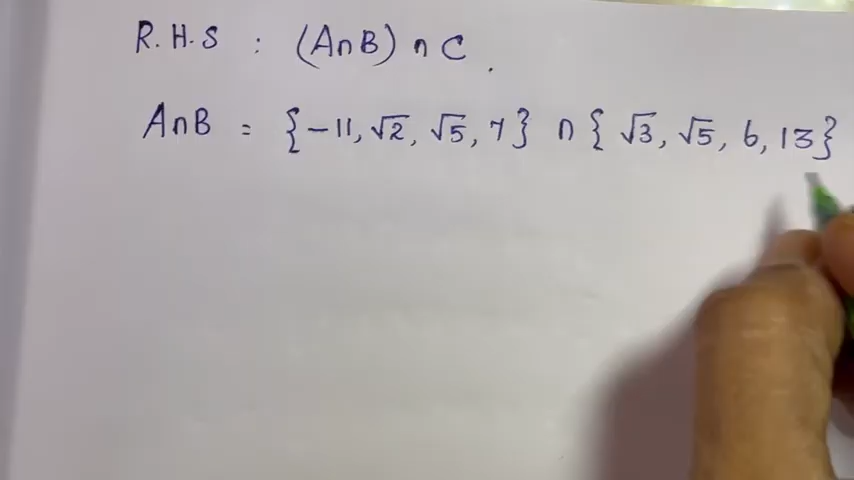 R.H.S : (A∩B) ∩ C.
A∩B = {-11, √2, √5, 7} ∩ { √3, √5, 6, 13}